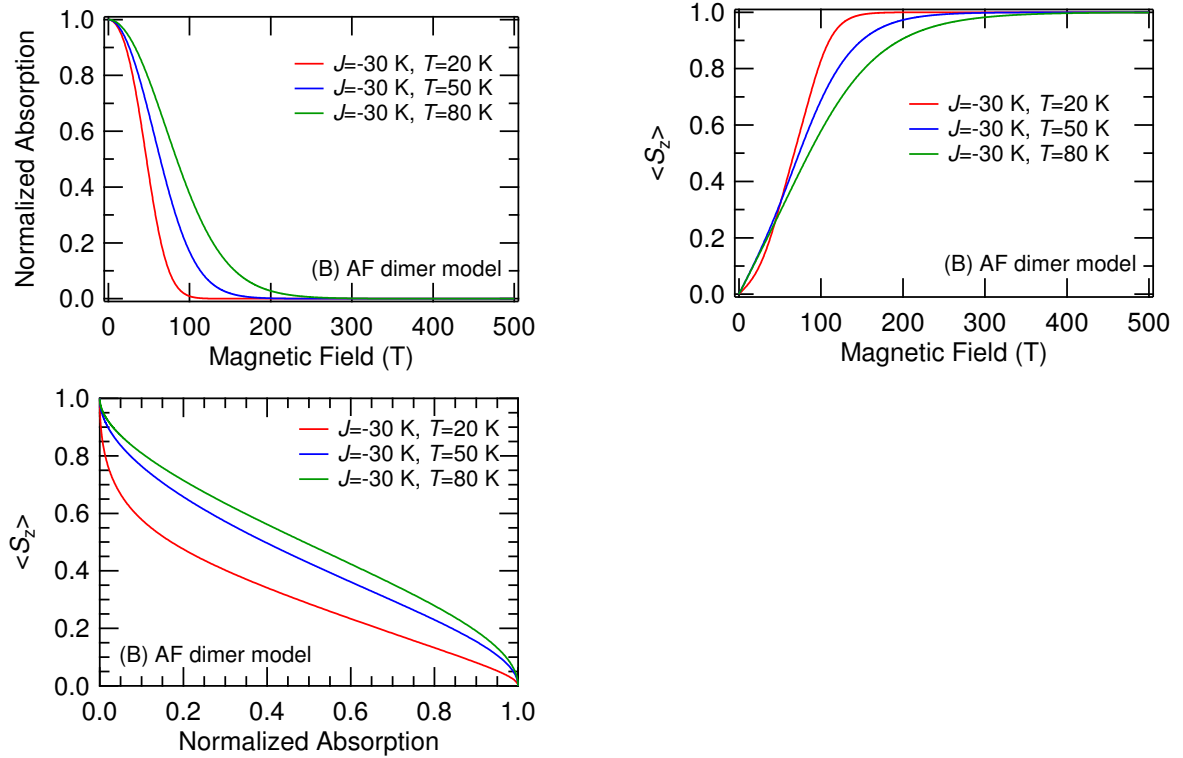 Normalized Absorption
1.0
0.8
0.6
0.4
0.2
0.0
J=-30 K, T=20 K
J=-30 K, T=50 K
J=-30 K, T=80 K
(B) AF dimer model
0
100
200
300
400
500
Magnetic Field (T)
<Sz>
1.0
0.8
0.6
0.4
0.2
0.0
J=-30 K, T=20 K
J=-30 K, T=50 K
J=-30 K, T=80 K
(B) AF dimer model
0
100
200
300
400
500
Magnetic Field (T)
<Sz>
1.0
0.8
0.6
0.4
0.2
0.0
J=-30 K, T=20 K
J=-30 K, T=50 K
J=-30 K, T=80 K
(B) AF dimer model
0.0
0.2
0.4
0.6
0.8
1.0
Normalized Absorption